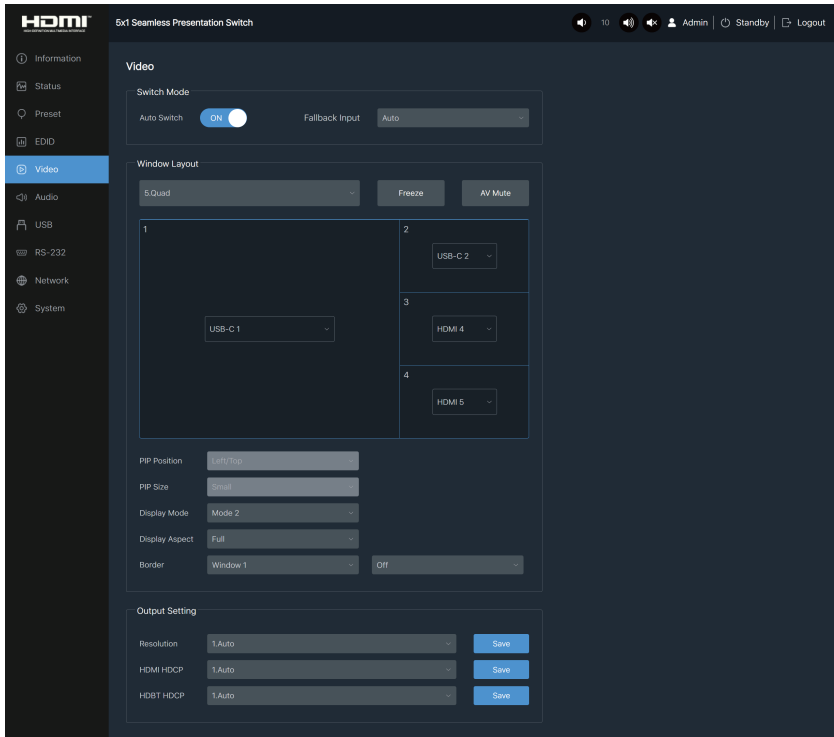 HDMI
HIGH-DEFINITION MULTIMEDIA INTERFACE
5x1 Seamless Presentation Switch
10
Admin
Standby
Logout
Information
Status
Preset
EDID
Video
Audio
USB
RS-232
Network
System
Video
Switch Mode
Auto Switch ON Fallback Input Auto
Window Layout
5.Quad Freeze AV Mute
1
2
USB-C 2
3
USB-C 1 HDMI 4
4
HDMI 5
PIP Position Left/Top
PIP Size Small
Display Mode Mode 2
Display Aspect Full
Border Window 1 Off
Output Setting
Resolution 1.Auto Save
HDMI HDCP 1.Auto Save
HDBT HDCP 1.Auto Save